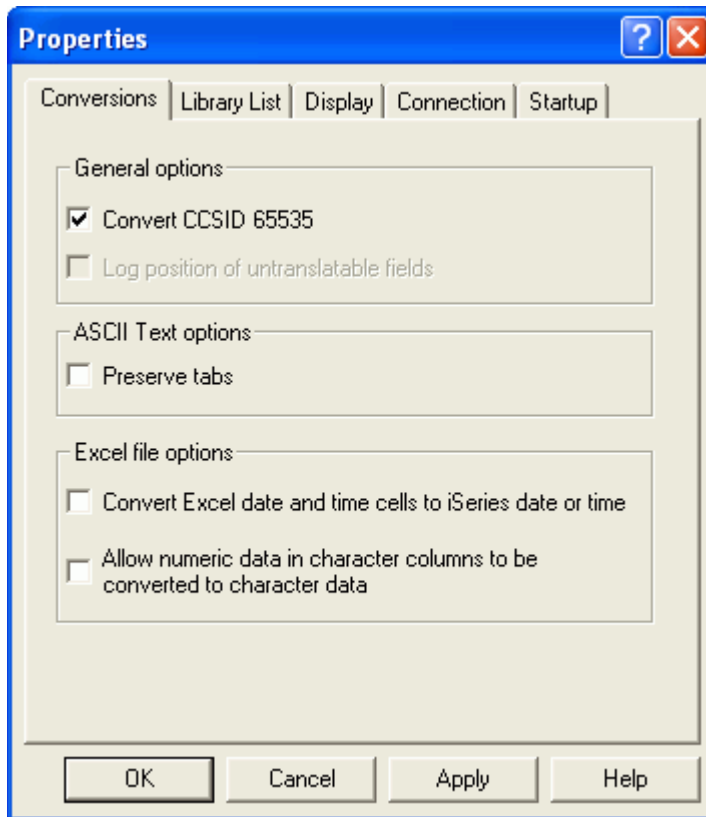 Properties
Conversions Library List Display Connection Startup
General options
Convert CCSID 65535
Log position of untranslatable fields
ASCII Text options
Preserve tabs
Excel file options
Convert Excel date and time cells to iSeries date or time
Allow numeric data in character columns to be
converted to character data
OK Cancel Apply Help